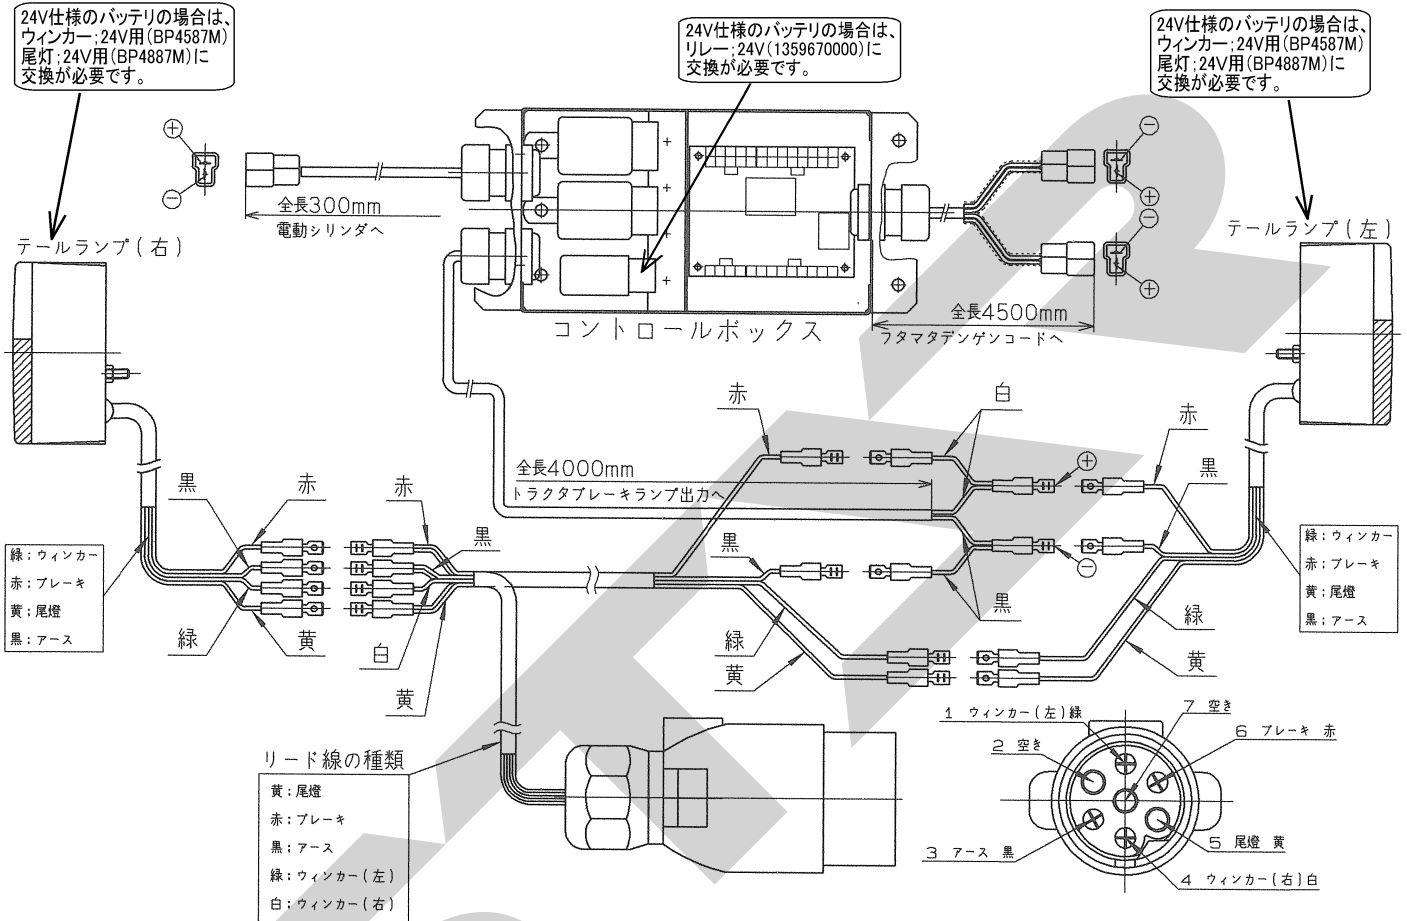 24V仕様のバッテリの場合は、
ウィンカー;24V用(BP4587M)
尾灯;24V用(BP4887M)に
交換が必要です。
24V仕様のバッテリの場合は、
リレー;24V(1359670000)に
交換が必要です。
24V仕様のバッテリの場合は、
ウィンカー;24V用(BP4587M)
尾灯;24V用(BP4887M)に
交換が必要です。
全長300mm
電動シリンダへ
テールランプ(右)
テールランプ(左)
コントロールボックス
全長4500mm
フタマタデンゲンコードへ
赤
白
赤
黒
全長4000mm
トラクタブレーキランプ出力へ
黒
赤
赤
黒
黒
黒
緑:ウィンカー
赤:ブレーキ
黄:尾燈
黒:アース
緑:ウィンカー
赤:ブレーキ
黄:尾燈
黒:アース
緑
黄
白
黄
緑
黄
緑
黄
リード線の種類
黄:尾燈
赤:ブレーキ
黒:アース
緑:ウィンカー(左)
白:ウィンカー(右)
1 ウィンカー(左)緑
7 空き
6 ブレーキ 赤
2 空き
3 アース 黒
5 尾燈 黄
4 ウィンカー(右)白